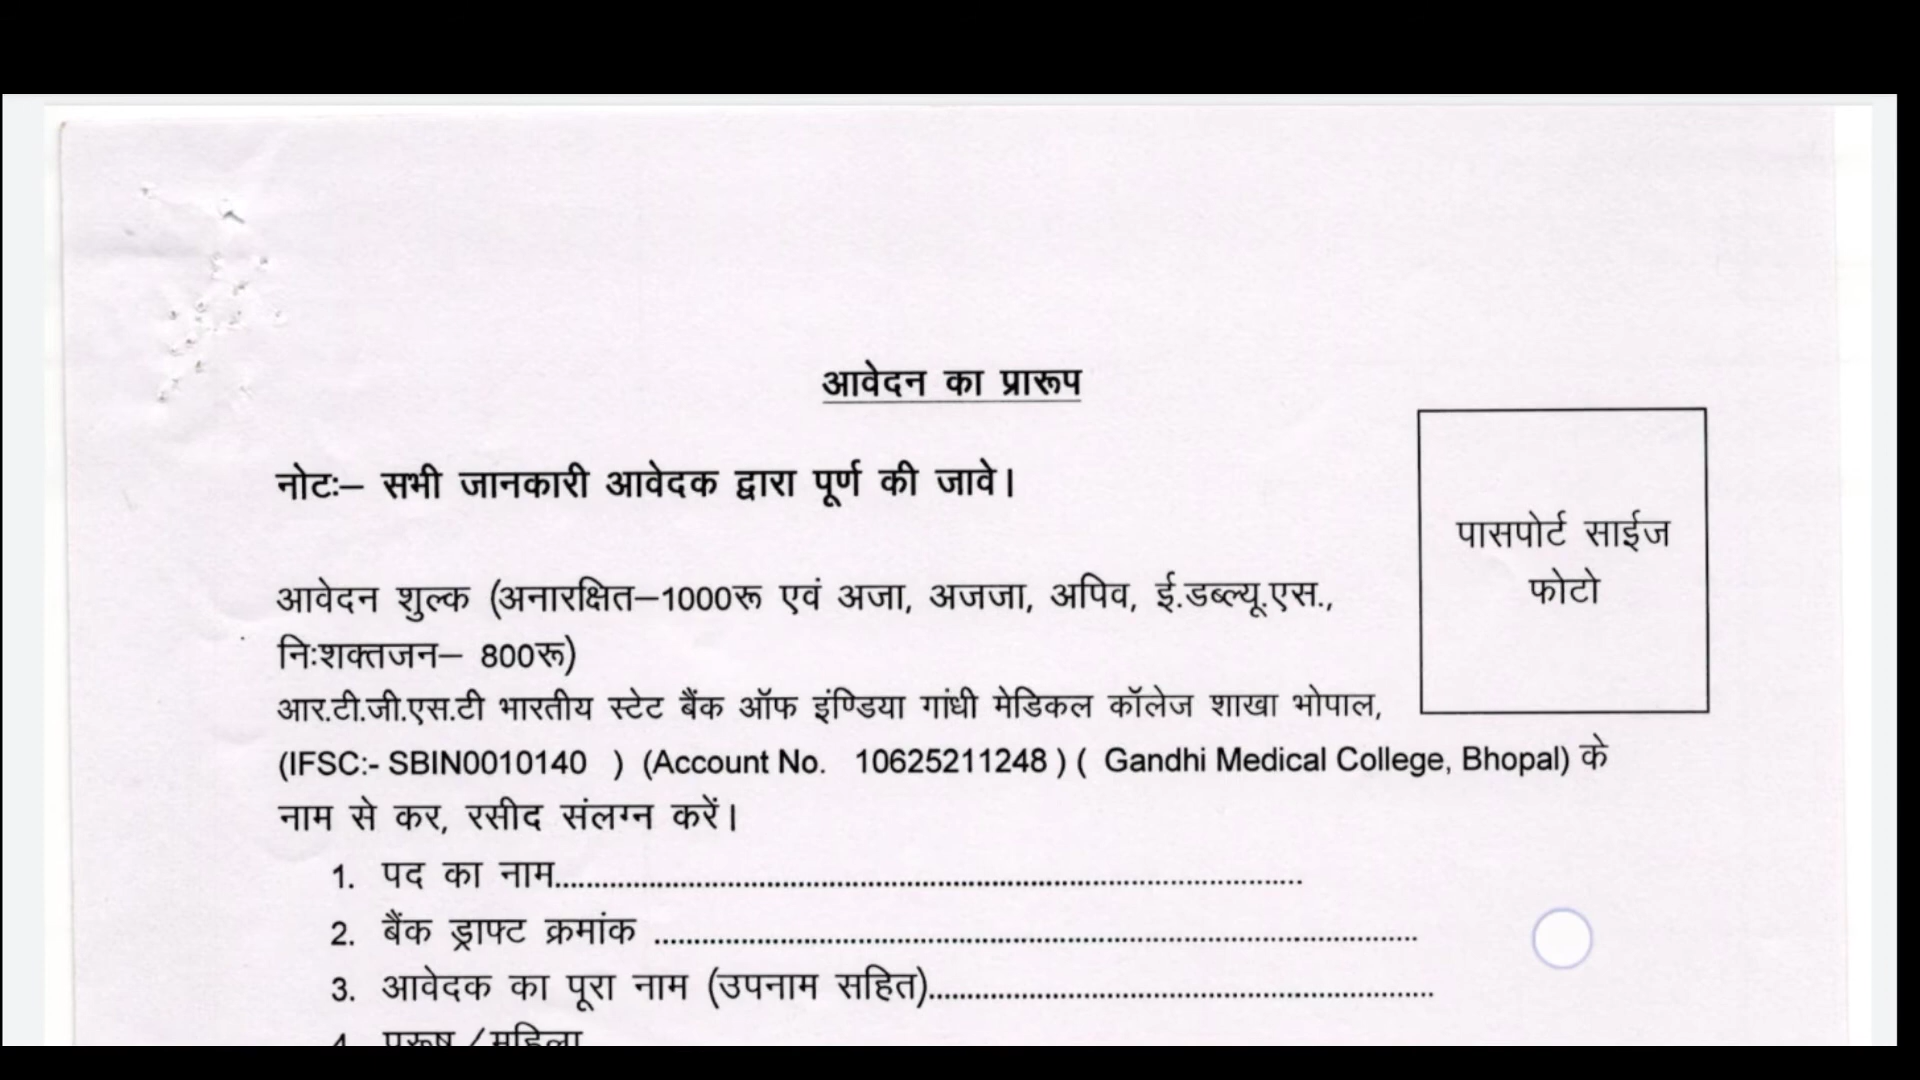 आवेदन का प्रारूप
नोटः– सभी जानकारी आवेदक द्वारा पूर्ण की जावे।
पासपोर्ट साईज
फोटो
आवेदन शुल्क (अनारक्षित–1000रू एवं अजा, अजजा, अपिव, ई.डब्ल्यू.एस.,
निःशक्तजन– 800रू)
आर.टी.जी.एस.टी भारतीय स्टेट बैंक ऑफ इंण्डिया गांधी मेडिकल कॉलेज शाखा भोपाल,
(IFSC:- SBIN0010140 ) (Account No. 10625211248 ) ( Gandhi Medical College, Bhopal) के
नाम से कर, रसीद संलग्न करें।
1. पद का नाम....................................................................................
2. बैंक ड्राफ्ट क्रमांक ....................................................................................
3. आवेदक का पूरा नाम (उपनाम सहित)........................................................
4. पुरूष / महिला